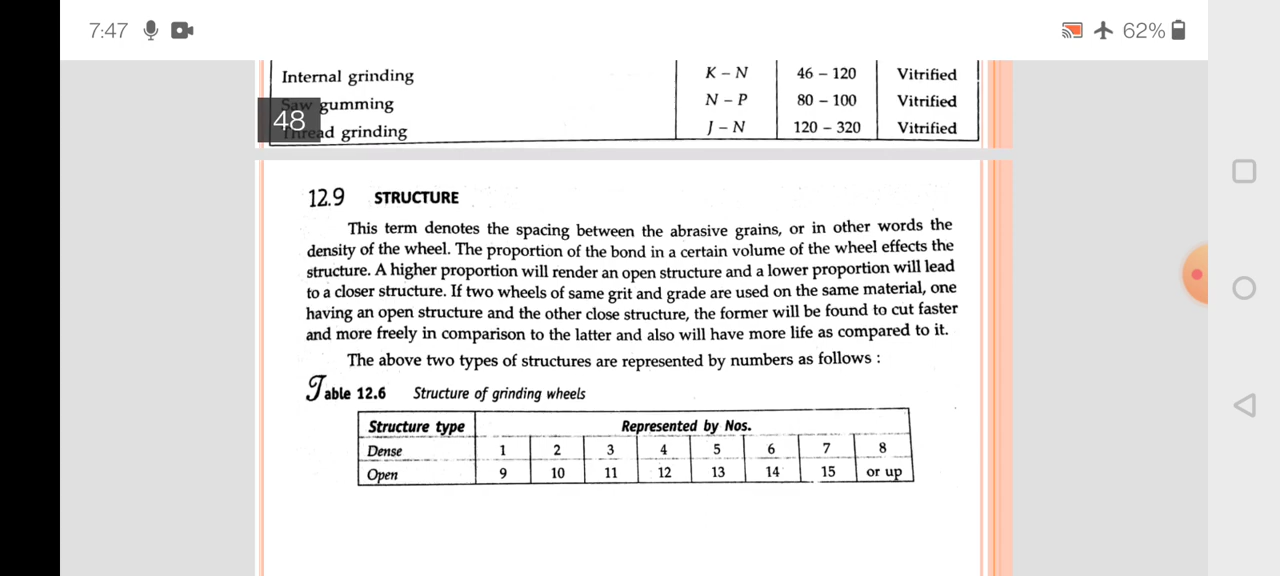 7:47 62%
Internal grinding K – N 46 – 120 Vitrified
Saw gumming N – P 80 – 100 Vitrified
48
Thread grinding J – N 120 – 320 Vitrified
12.9 STRUCTURE
This term denotes the spacing between the abrasive grains, or in other words the
density of the wheel. The proportion of the bond in a certain volume of the wheel effects the
structure. A higher proportion will render an open structure and a lower proportion will lead
to a closer structure. If two wheels of same grit and grade are used on the same material, one
having an open structure and the other close structure, the former will be found to cut faster
and more freely in comparison to the latter and also will have more life as compared to it.
The above two types of structures are represented by numbers as follows :
Table 12.6 Structure of grinding wheels
Structure type Represented by Nos.
Dense 1 2 3 4 5 6 7 8
Open 9 10 11 12 13 14 15 or up